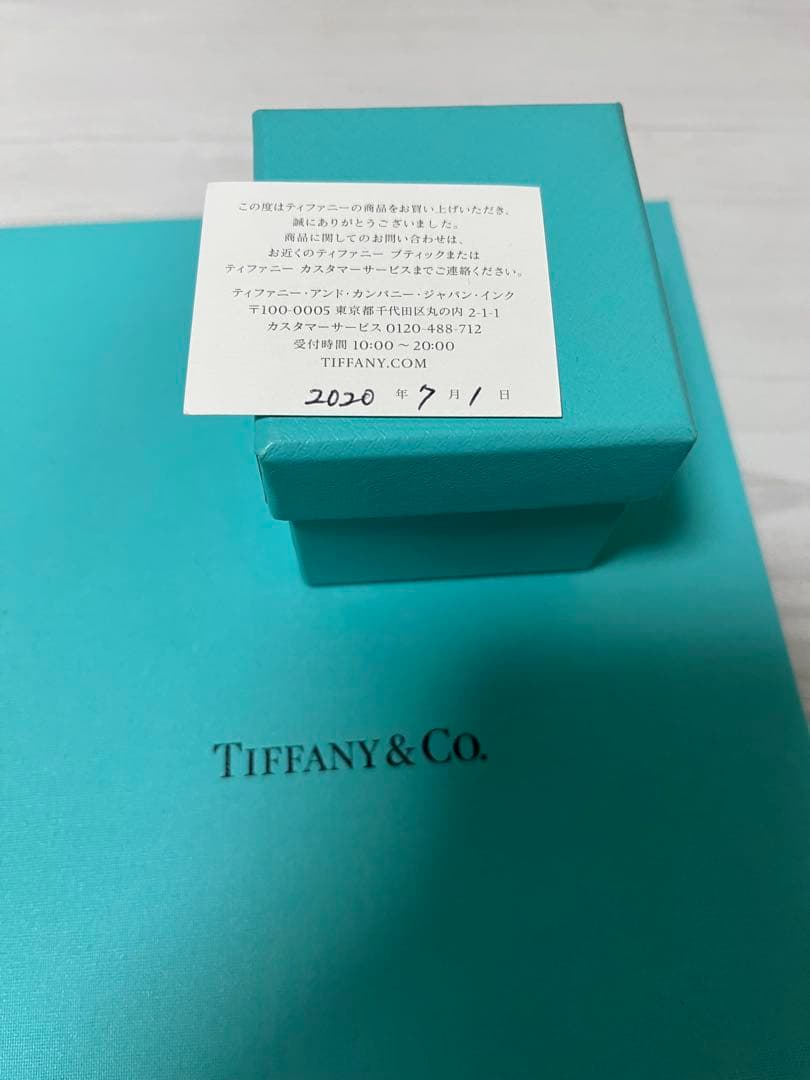 この度はティファニーの商品をお買い上げいただき、
誠にありがとうございました。
商品に関してのお問い合わせは、
お近くのティファニー ブティックまたは
ティファニー カスタマーサービスまでご連絡ください。
ティファニー・アンド・カンパニー・ジャパン・インク
〒100-0005 東京都千代田区丸の内 2-1-1
カスタマーサービス 0120-488-712
受付時間 10:00 〜 20:00
TIFFANY.COM
2020 年 7 月 1 日
TIFFANY & CO.